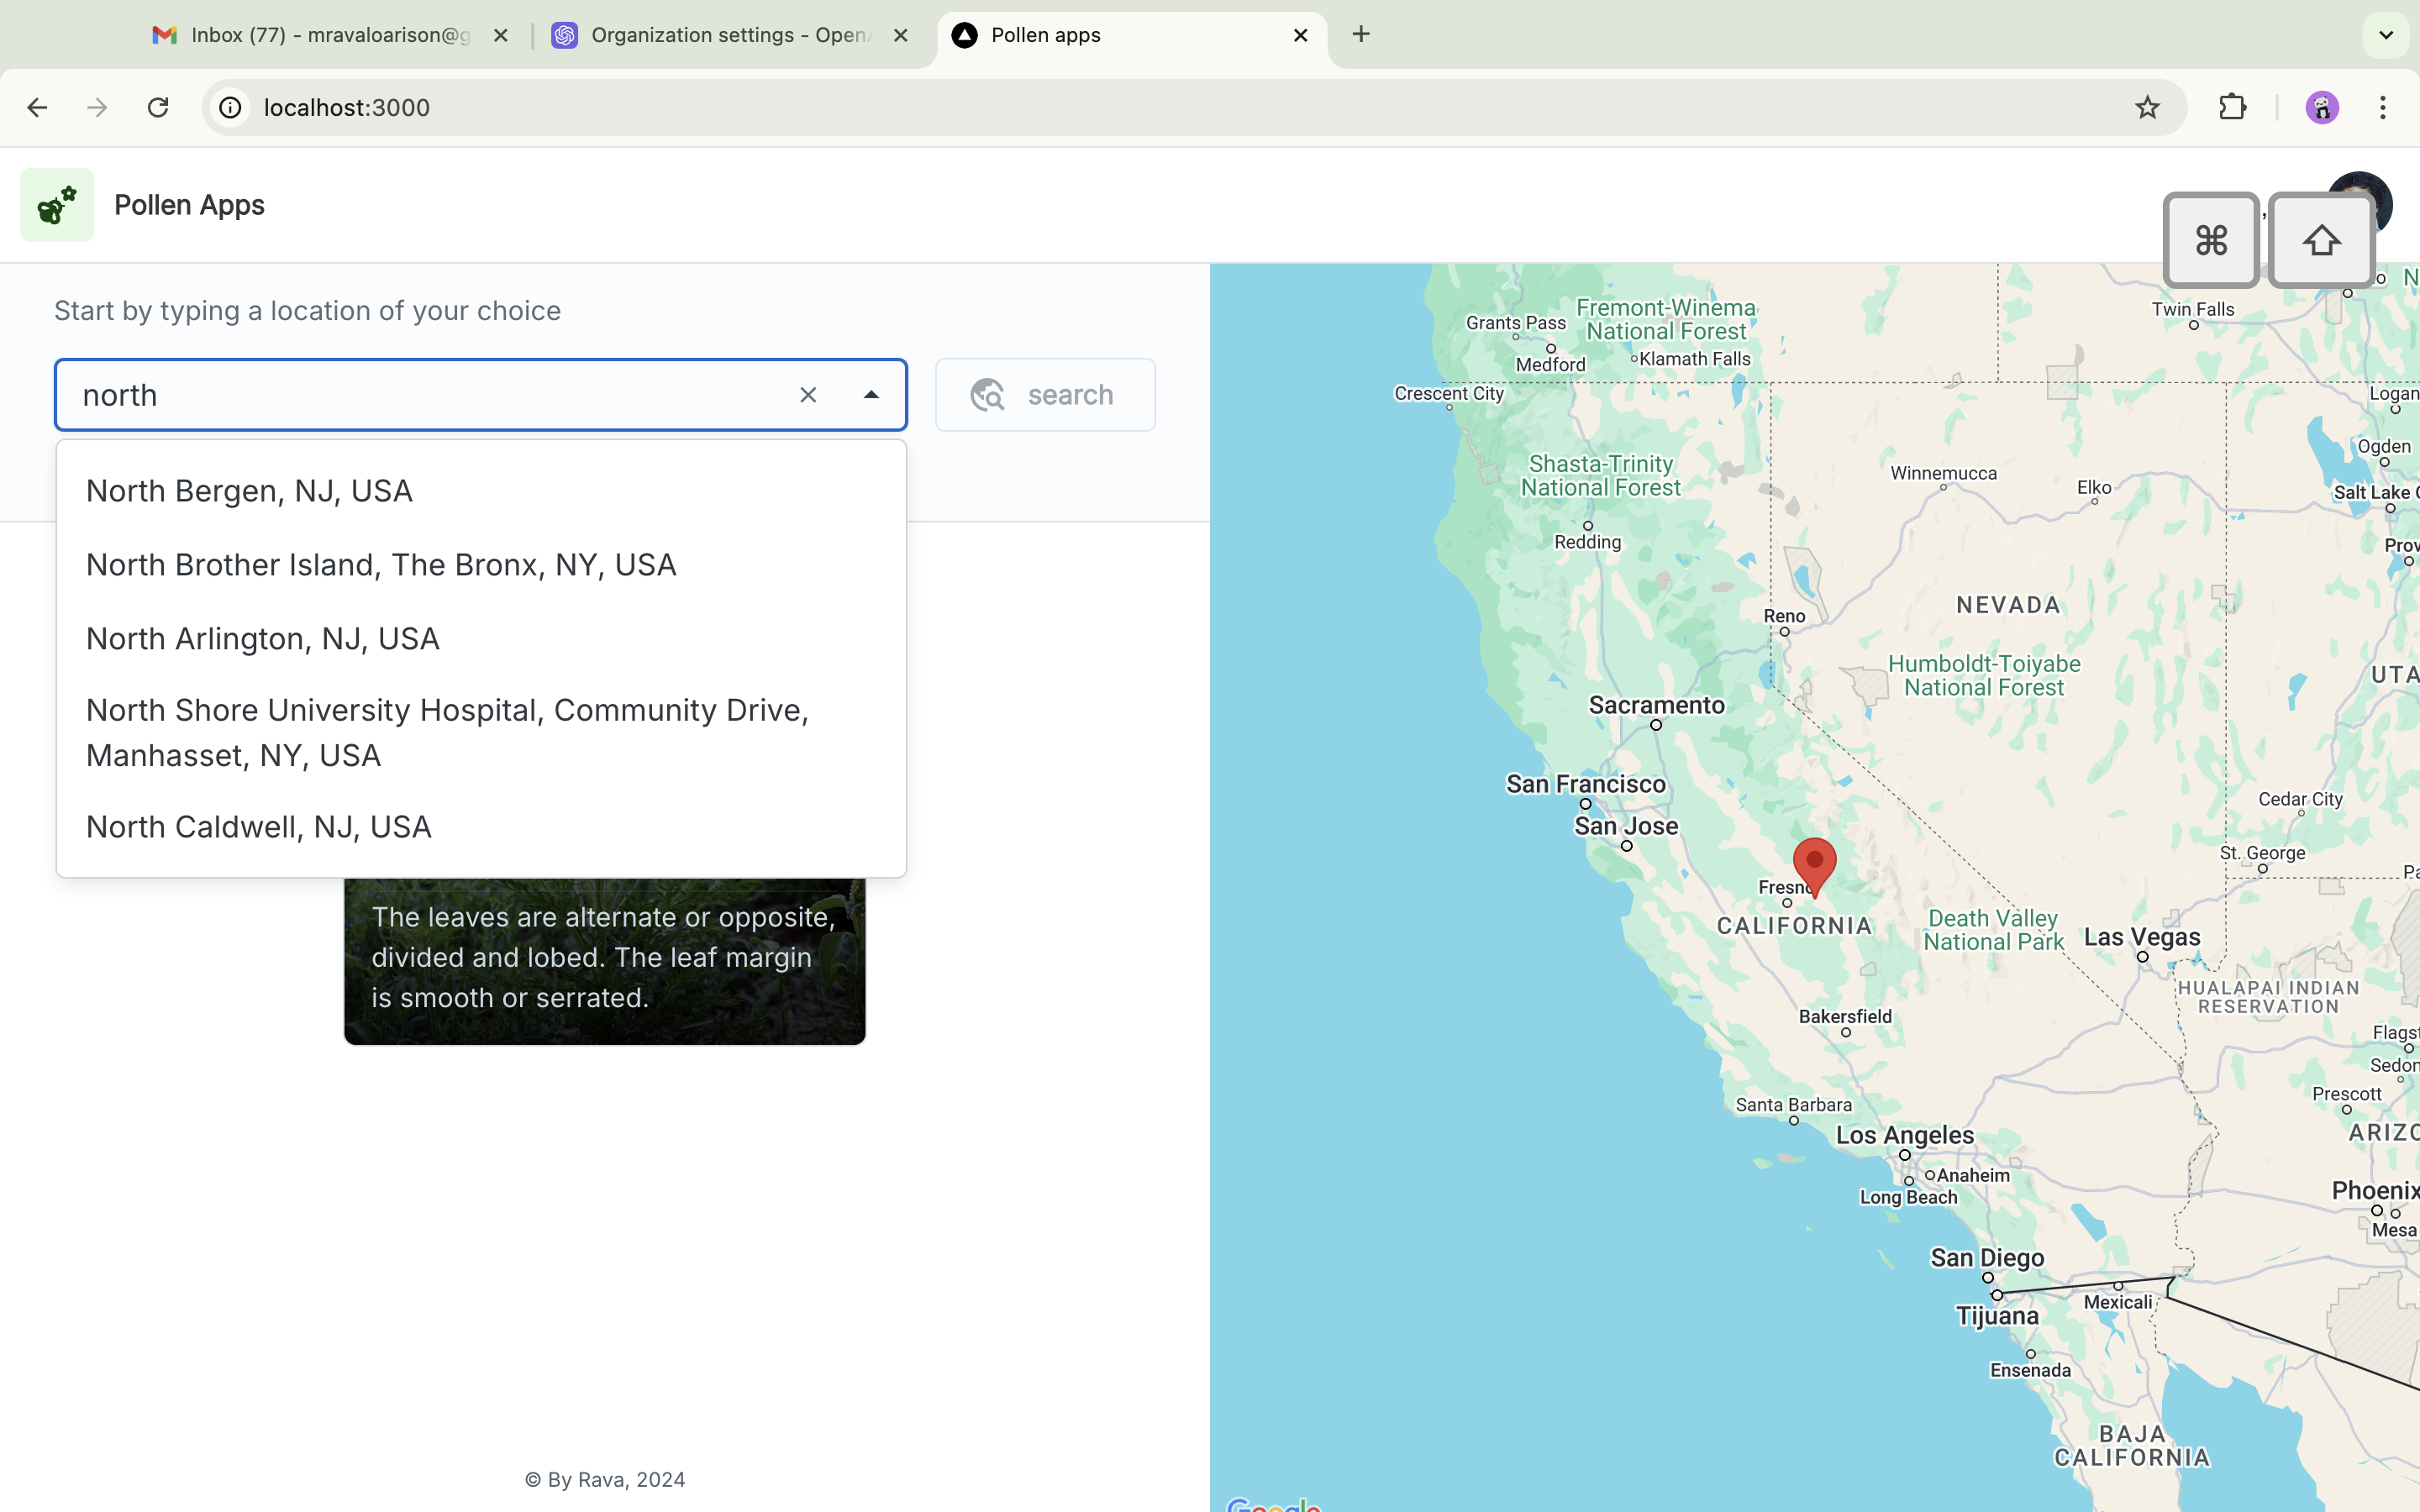 Inbox (77) - mravaloarison@g
Organization settings - OpenA
Pollen apps
localhost:3000
Pollen Apps
⌘
⇧
Start by typing a location of your choice
north
search
North Bergen, NJ, USA
North Brother Island, The Bronx, NY, USA
North Arlington, NJ, USA
North Shore University Hospital, Community Drive,
Manhasset, NY, USA
North Caldwell, NJ, USA
The leaves are alternate or opposite,
divided and lobed. The leaf margin
is smooth or serrated.
© By Rava, 2024
Grants Pass
Fremont-Winema
National Forest
Medford
Klamath Falls
Twin Falls
Crescent City
Logan
Ogden
Shasta-Trinity
National Forest
Winnemucca
Elko
Salt Lake C
Redding
Prov
Reno
NEVADA
Humboldt-Toiyabe
National Forest
UTA
Sacramento
San Francisco
San Jose
Cedar City
St. George
Pa
Fresno
CALIFORNIA
Death Valley
National Park
Las Vegas
HUALAPAI INDIAN
RESERVATION
Bakersfield
Flagst
Sedon
Prescott
Santa Barbara
Los Angeles
ARIZO
Anaheim
Long Beach
Phoenix
Mesa
San Diego
Tijuana
Mexicali
Ensenada
BAJA
CALIFORNIA
Google